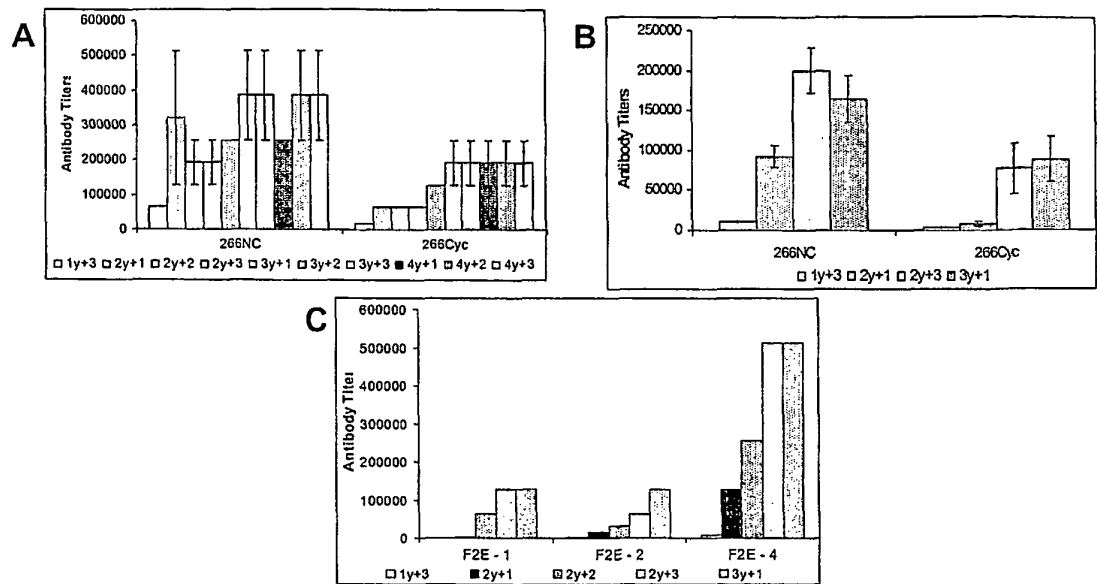 A
Antibody Titers
600000
500000
400000
300000
200000
100000
0
266NC 266Cyc
1y+3 2y+1 2y+2 2y+3 3y+1 3y+2 3y+3 4y+1 4y+2 4y+3
B
Antibody Titers
250000
200000
150000
100000
50000
0
266NC 266Cyc
1y+3 2y+1 2y+3 3y+1
C
Antibody Titer
600000
500000
400000
300000
200000
100000
0
F2E - 1 F2E - 2 F2E - 4
1y+3 2y+1 2y+2 2y+3 3y+1